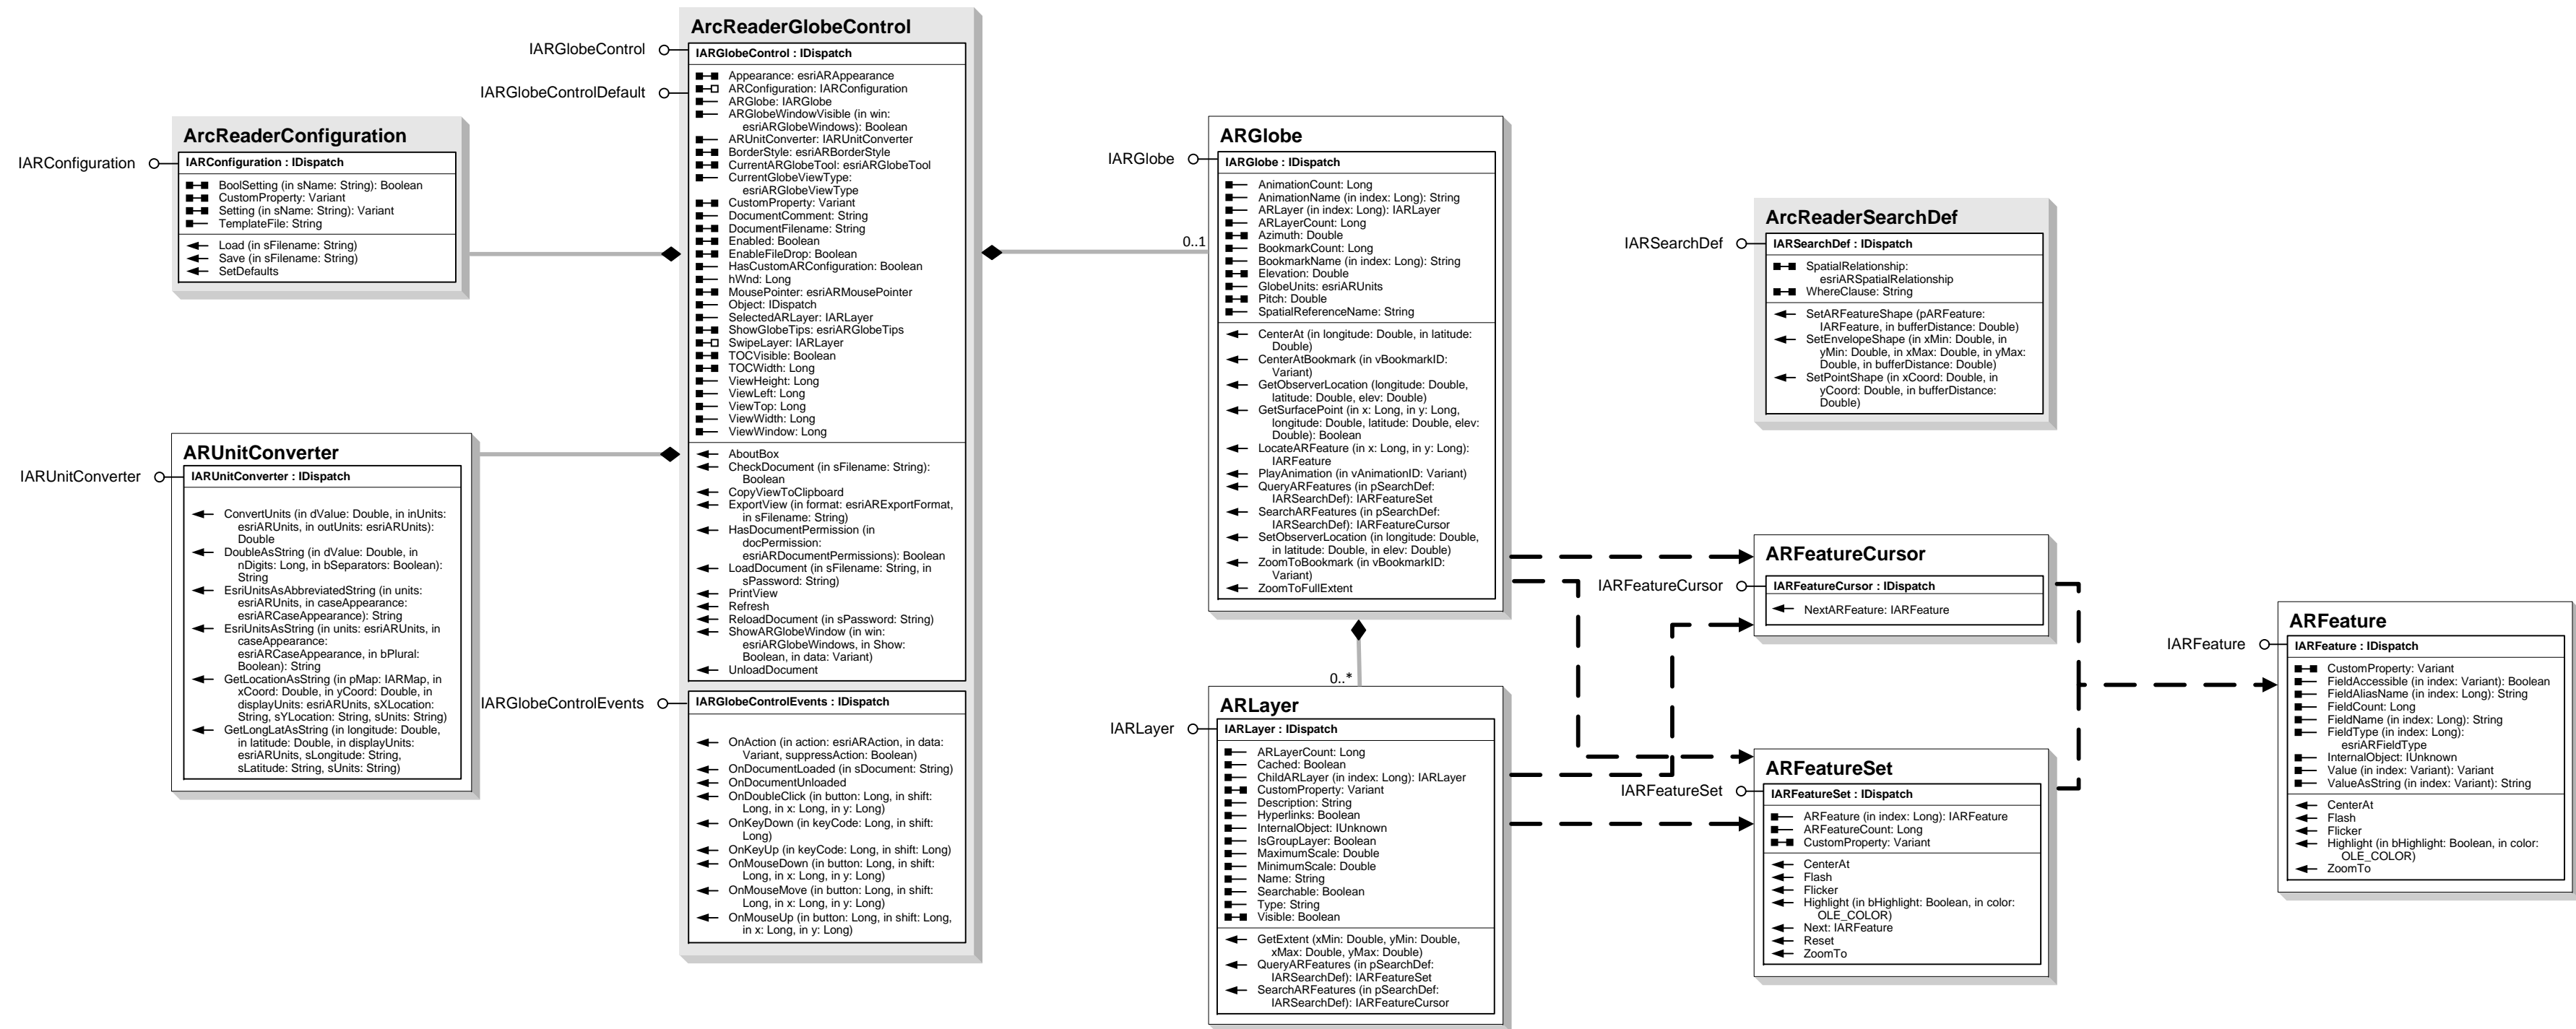 ArcReaderConfiguration
IARConfiguration
IARConfiguration : IDispatch
BoolSetting (in sName: String): Boolean
CustomProperty: Variant
Setting (in sName: String): Variant
TemplateFile: String
Load (in sFilename: String)
Save (in sFilename: String)
SetDefaults
ARUnitConverter
IARUnitConverter
IARUnitConverter : IDispatch
ConvertUnits (in dValue: Double, in inUnits:
esriARUnits, in outUnits: esriARUnits):
Double
DoubleAsString (in dValue: Double, in
nDigits: Long, in bSeparators: Boolean):
String
EsriUnitsAsAbbreviatedString (in units:
esriARUnits, in caseAppearance:
esriARCaseAppearance): String
EsriUnitsAsString (in units: esriARUnits, in
caseAppearance:
esriARCaseAppearance, in bPlural:
Boolean): String
GetLocationAsString (in pMap: IARMap, in
xCoord: Double, in yCoord: Double, in
displayUnits: esriARUnits, sXLocation:
String, sYLocation: String, sUnits: String)
GetLongLatAsString (in longitude: Double,
in latitude: Double, in displayUnits:
esriARUnits, sLongitude: String,
sLatitude: String, sUnits: String)
ArcReaderGlobeControl
IARGlobeControl
IARGlobeControlDefault
IARGlobeControl : IDispatch
Appearance: esriARAppearance
ARConfiguration: IARConfiguration
ARGlobe: IARGlobe
ARGlobeWindowVisible (in win:
esriARGlobeWindows): Boolean
ARUnitConverter: IARUnitConverter
BorderStyle: esriARBorderStyle
CurrentARGlobeTool: esriARGlobeTool
CurrentGlobeViewType:
esriARGlobeViewType
CustomProperty: Variant
DocumentComment: String
DocumentFilename: String
Enabled: Boolean
EnableFileDrop: Boolean
HasCustomARConfiguration: Boolean
hWnd: Long
MousePointer: esriARMousePointer
Object: IDispatch
SelectedARLayer: IARLayer
ShowGlobeTips: esriARGlobeTips
SwipeLayer: IARLayer
TOCVisible: Boolean
TOCWidth: Long
ViewHeight: Long
ViewLeft: Long
ViewTop: Long
ViewWidth: Long
ViewWindow: Long
AboutBox
CheckDocument (in sFilename: String):
Boolean
CopyViewToClipboard
ExportView (in format: esriARExportFormat,
in sFilename: String)
HasDocumentPermission (in
docPermission:
esriARDocumentPermissions): Boolean
LoadDocument (in sFilename: String, in
sPassword: String)
PrintView
Refresh
ReloadDocument (in sPassword: String)
ShowARGlobeWindow (in win:
esriARGlobeWindows, in Show:
Boolean, in data: Variant)
UnloadDocument
IARGlobeControlEvents
IARGlobeControlEvents : IDispatch
OnAction (in action: esriARAction, in data:
Variant, suppressAction: Boolean)
OnDocumentLoaded (in sDocument: String)
OnDocumentUnloaded
OnDoubleClick (in button: Long, in shift:
Long, in x: Long, in y: Long)
OnKeyDown (in keyCode: Long, in shift:
Long)
OnKeyUp (in keyCode: Long, in shift: Long)
OnMouseDown (in button: Long, in shift:
Long, in x: Long, in y: Long)
OnMouseMove (in button: Long, in shift:
Long, in x: Long, in y: Long)
OnMouseUp (in button: Long, in shift: Long,
in x: Long, in y: Long)
0..1
ARGlobe
IARGlobe
IARGlobe : IDispatch
AnimationCount: Long
AnimationName (in index: Long): String
ARLayer (in index: Long): IARLayer
ARLayerCount: Long
Azimuth: Double
BookmarkCount: Long
BookmarkName (in index: Long): String
Elevation: Double
GlobeUnits: esriARUnits
Pitch: Double
SpatialReferenceName: String
CenterAt (in longitude: Double, in latitude:
Double)
CenterAtBookmark (in vBookmarkID:
Variant)
GetObserverLocation (longitude: Double,
latitude: Double, elev: Double)
GetSurfacePoint (in x: Long, in y: Long,
longitude: Double, latitude: Double, elev:
Double): Boolean
LocateARFeature (in x: Long, in y: Long):
IARFeature
PlayAnimation (in vAnimationID: Variant)
QueryARFeatures (in pSearchDef:
IARSearchDef): IARFeatureSet
SearchARFeatures (in pSearchDef:
IARSearchDef): IARFeatureCursor
SetObserverLocation (in longitude: Double,
in latitude: Double, in elev: Double)
ZoomToBookmark (in vBookmarkID:
Variant)
ZoomToFullExtent
0..*
ARLayer
IARLayer
IARLayer : IDispatch
ARLayerCount: Long
Cached: Boolean
ChildARLayer (in index: Long): IARLayer
CustomProperty: Variant
Description: String
Hyperlinks: Boolean
InternalObject: IUnknown
IsGroupLayer: Boolean
MaximumScale: Double
MinimumScale: Double
Name: String
Searchable: Boolean
Type: String
Visible: Boolean
GetExtent (xMin: Double, yMin: Double,
xMax: Double, yMax: Double)
QueryARFeatures (in pSearchDef:
IARSearchDef): IARFeatureSet
SearchARFeatures (in pSearchDef:
IARSearchDef): IARFeatureCursor
ArcReaderSearchDef
IARSearchDef
IARSearchDef : IDispatch
SpatialRelationship:
esriARSpatialRelationship
WhereClause: String
SetARFeatureShape (pARFeature:
IARFeature, in bufferDistance: Double)
SetEnvelopeShape (in xMin: Double, in
yMin: Double, in xMax: Double, in yMax:
Double, in bufferDistance: Double)
SetPointShape (in xCoord: Double, in
yCoord: Double, in bufferDistance:
Double)
ARFeatureCursor
IARFeatureCursor
IARFeatureCursor : IDispatch
NextARFeature: IARFeature
ARFeatureSet
IARFeatureSet
IARFeatureSet : IDispatch
ARFeature (in index: Long): IARFeature
ARFeatureCount: Long
CustomProperty: Variant
CenterAt
Flash
Flicker
Highlight (in bHighlight: Boolean, in color:
OLE_COLOR)
Next: IARFeature
Reset
ZoomTo
ARFeature
IARFeature
IARFeature : IDispatch
CustomProperty: Variant
FieldAccessible (in index: Variant): Boolean
FieldAliasName (in index: Long): String
FieldCount: Long
FieldName (in index: Long): String
FieldType (in index: Long):
esriARFieldType
InternalObject: IUnknown
Value (in index: Variant): Variant
ValueAsString (in index: Variant): String
CenterAt
Flash
Flicker
Highlight (in bHighlight: Boolean, in color:
OLE_COLOR)
ZoomTo